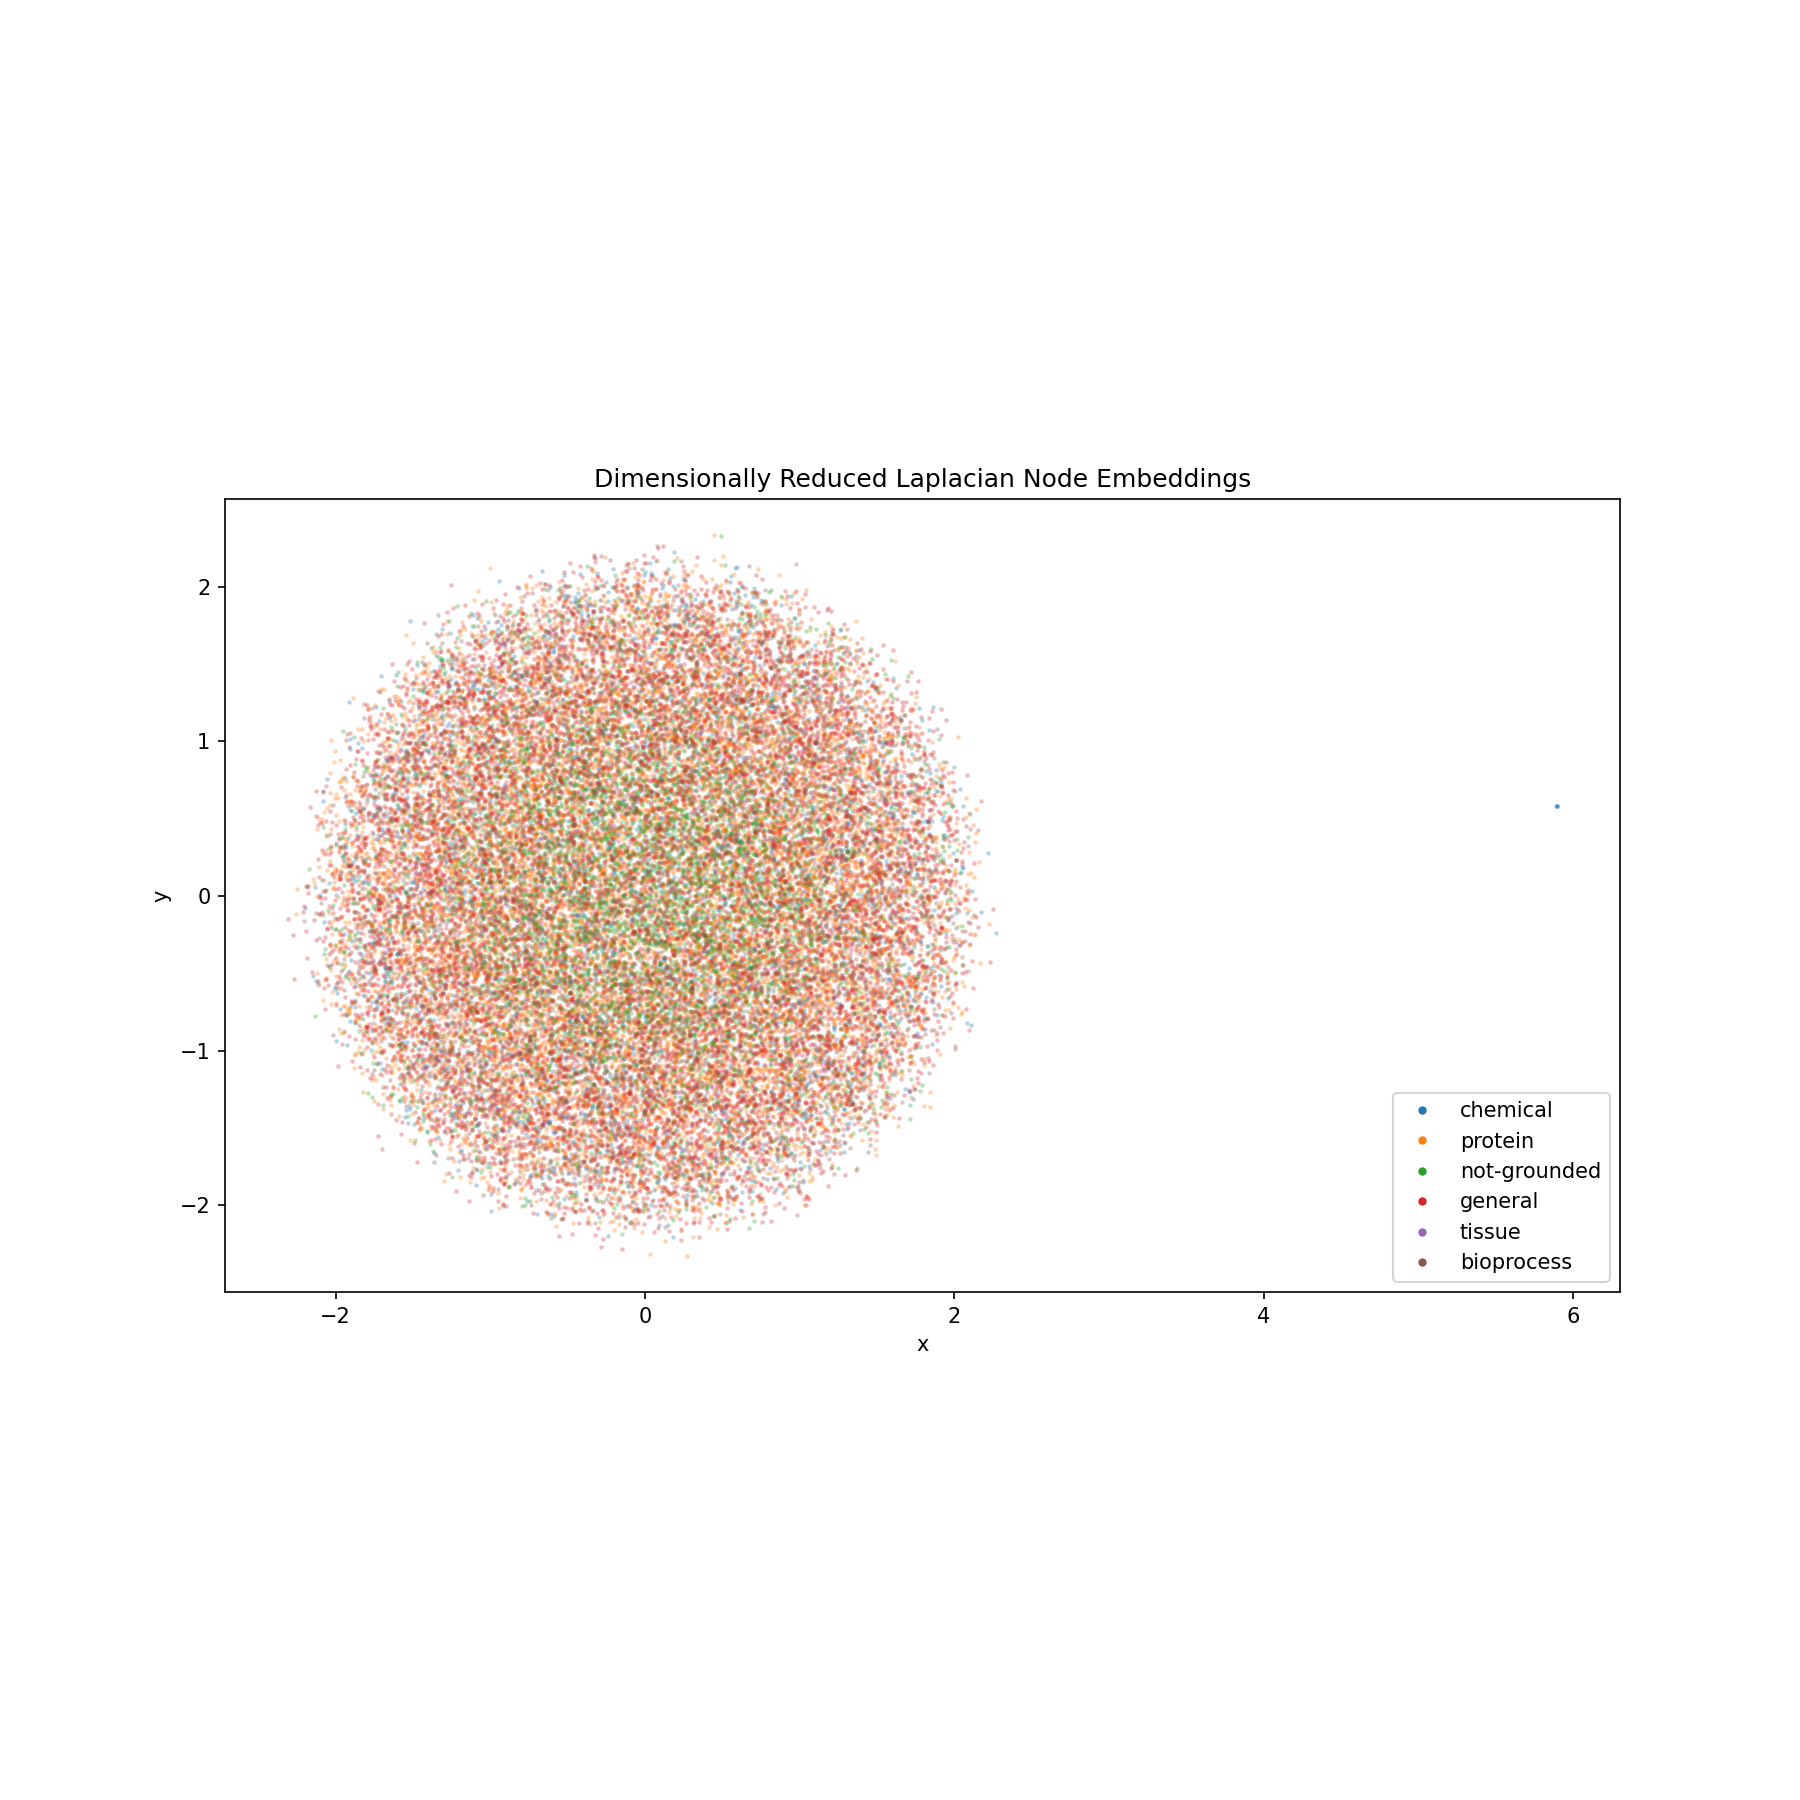 Dimensionally Reduced Laplacian Node Embeddings
y
2
1
0
−1
−2
−2 0 2 4 6
x
chemical
protein
not-grounded
general
tissue
bioprocess